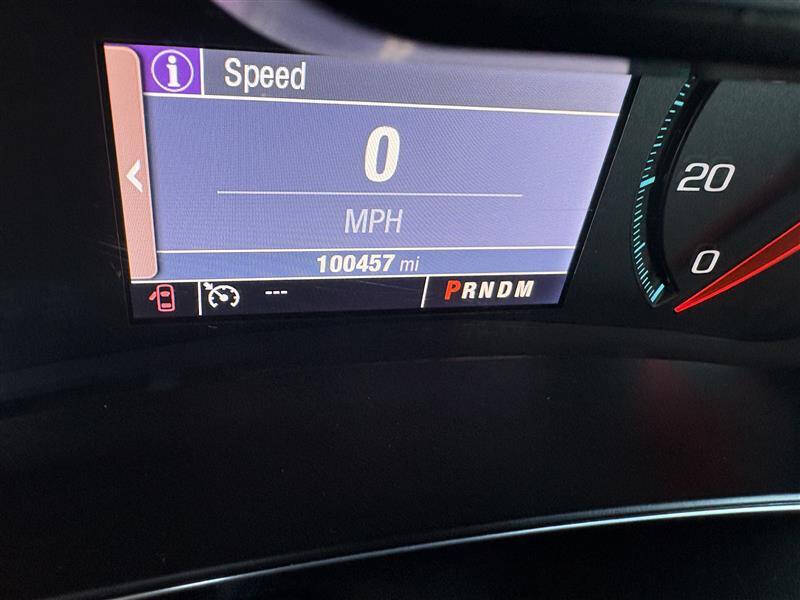 i Speed
0
MPH
100457 mi
--- PRNDM
20
0